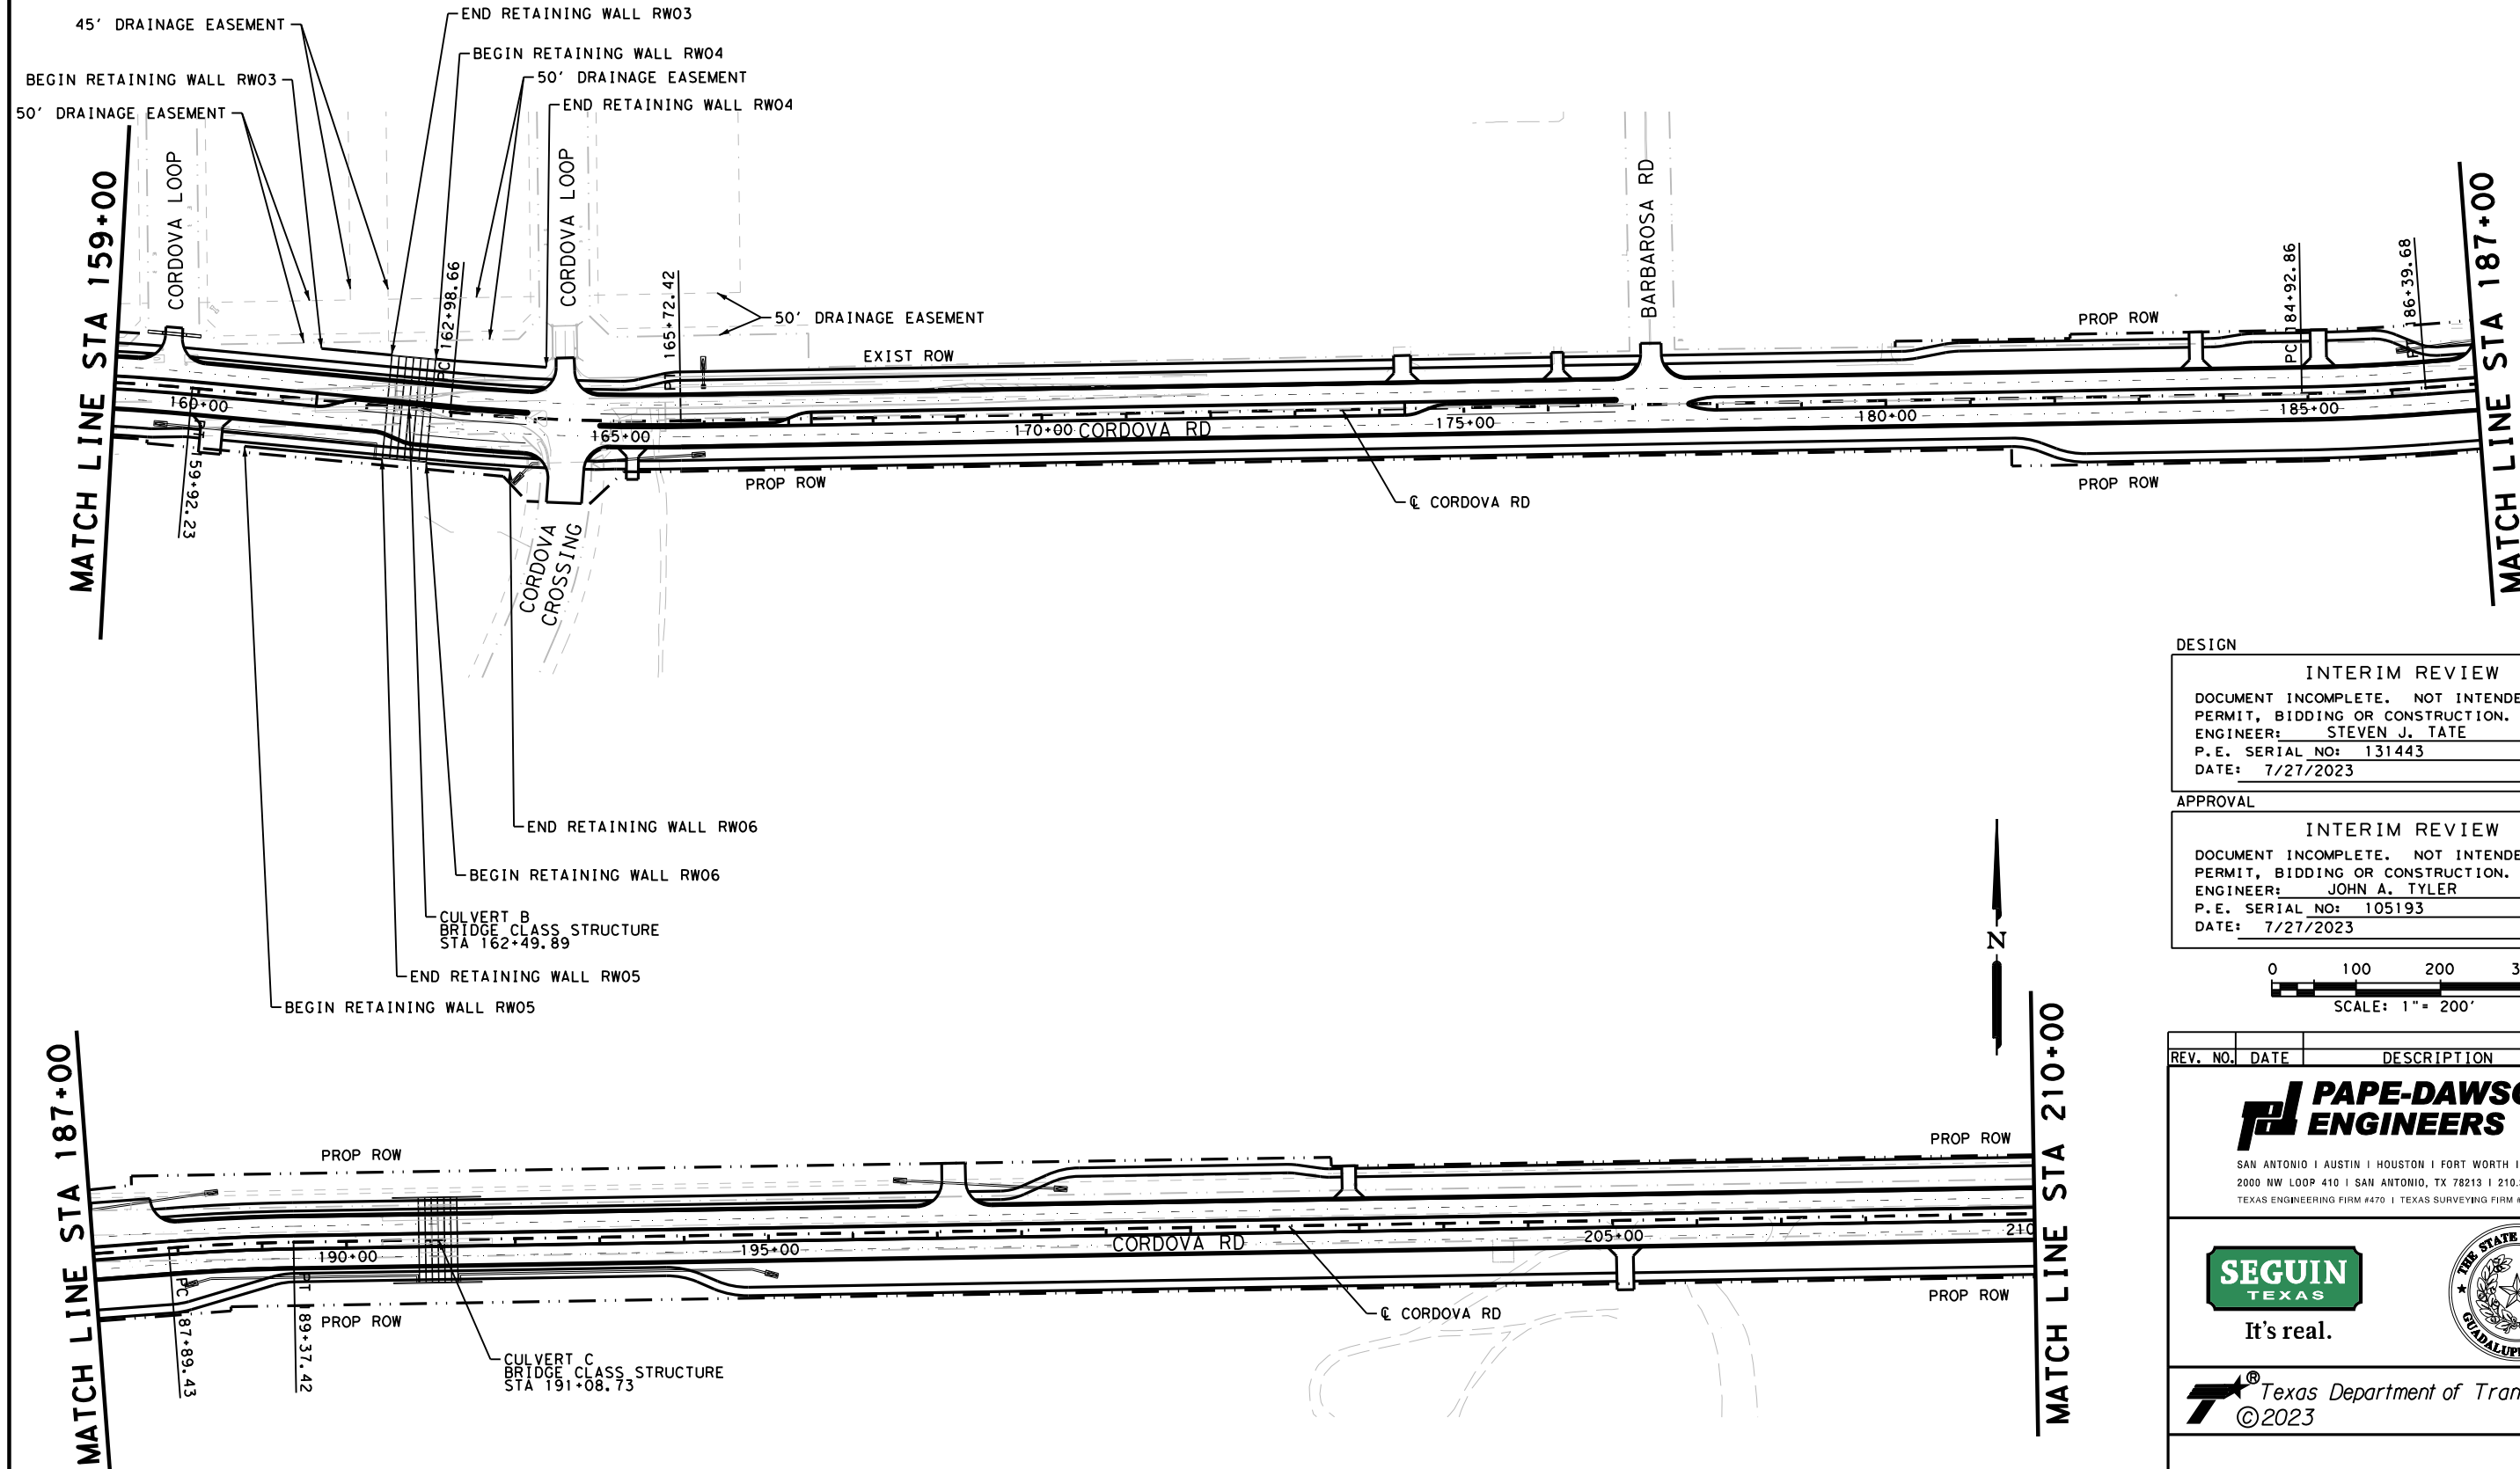 45' DRAINAGE EASEMENT
END RETAINING WALL RW03
BEGIN RETAINING WALL RW04
BEGIN RETAINING WALL RW03
50' DRAINAGE EASEMENT
50' DRAINAGE EASEMENT
END RETAINING WALL RW04
MATCH LINE STA 159+00
CORDOVA LOOP
CORDOVA LOOP
PC 162+98.66
PT 165+72.42
50' DRAINAGE EASEMENT
EXIST ROW
BARBAROSA RD
PROP ROW
PC 184+92.86
PT 186+39.68
MATCH LINE STA 187+00
160+00
PT 159+92.23
165+00
170+00
CORDOVA RD
175+00
180+00
185+00
PROP ROW
℄ CORDOVA RD
PROP ROW
CORDOVA
CROSSING
END RETAINING WALL RW06
BEGIN RETAINING WALL RW06
CULVERT B
BRIDGE CLASS STRUCTURE
STA 162+49.89
END RETAINING WALL RW05
BEGIN RETAINING WALL RW05
N
DESIGN
INTERIM REVIEW
DOCUMENT INCOMPLETE. NOT INTENDE
PERMIT, BIDDING OR CONSTRUCTION.
ENGINEER: STEVEN J. TATE
P.E. SERIAL NO: 131443
DATE: 7/27/2023
APPROVAL
INTERIM REVIEW
DOCUMENT INCOMPLETE. NOT INTENDE
PERMIT, BIDDING OR CONSTRUCTION.
ENGINEER: JOHN A. TYLER
P.E. SERIAL NO: 105193
DATE: 7/27/2023
0 100 200 3
SCALE: 1"= 200'
REV. NO. DATE DESCRIPTION
PAPE-DAWSO
ENGINEERS
SAN ANTONIO I AUSTIN I HOUSTON I FORT WORTH I
2000 NW LOOP 410 I SAN ANTONIO, TX 78213 I 210.
TEXAS ENGINEERING FIRM #470 I TEXAS SURVEYING FIRM #
SEGUIN
TEXAS
It's real.
THE STATE
GUADALUP
® Texas Department of Tran
©2023
MATCH LINE STA 187+00
PROP ROW
PROP ROW
MATCH LINE STA 210+00
190+00
195+00
CORDOVA RD
205+00
210
PC 187+89.43
PT 189+37.42
PROP ROW
PROP ROW
℄ CORDOVA RD
CULVERT C
BRIDGE CLASS STRUCTURE
STA 191+08.73